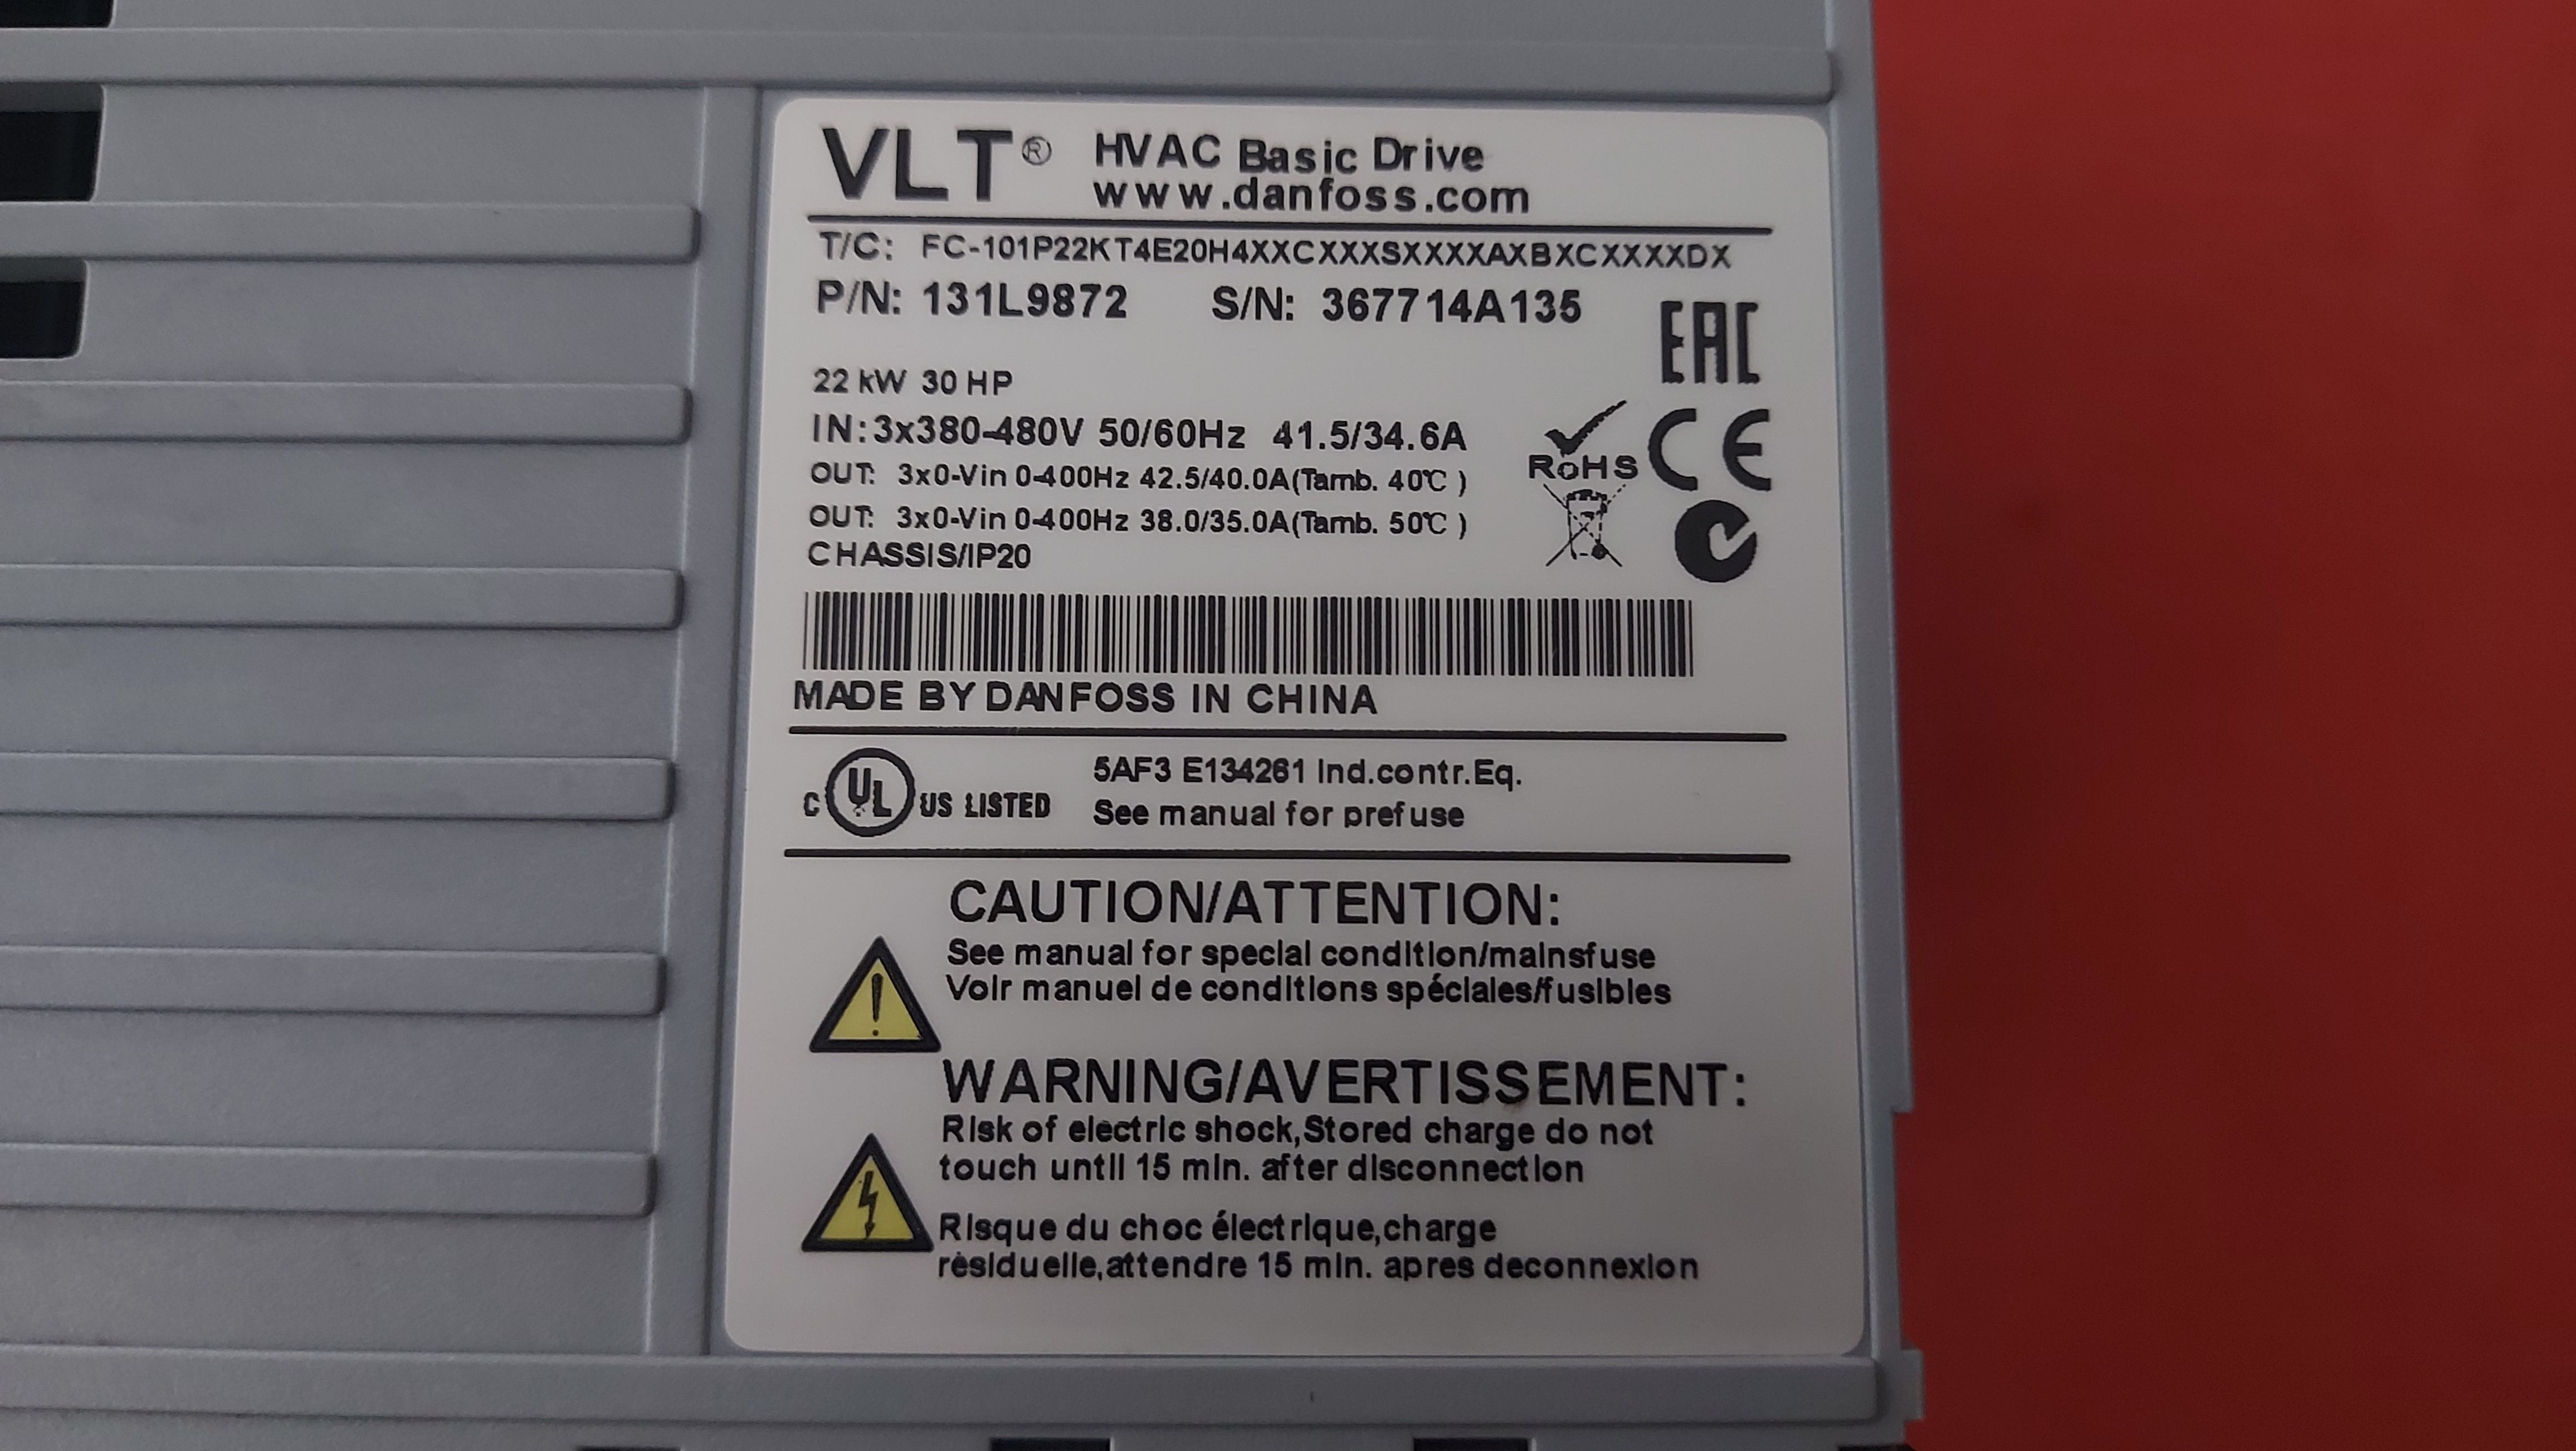 VLT® HVAC Basic Drive
www.danfoss.com
T/C: FC-101P22KT4E20H4XXCXXXSXXXXAXBXCXXXXDX
P/N: 131L9872 S/N: 367714A135
EAC
22 kW 30 HP
IN:3x380-480V 50/60Hz 41.5/34.6A
RoHS CE
OUT: 3x0-Vin 0-400Hz 42.5/40.0A(Tamb. 40℃ )
OUT: 3x0-Vin 0-400Hz 38.0/35.0A(Tamb. 50℃ )
CHASSIS/IP20
MADE BY DANFOSS IN CHINA
C UL US LISTED
5AF3 E134261 Ind.contr.Eq.
See manual for prefuse
CAUTION/ATTENTION:
See manual for special condition/mainsfuse
Voir manuel de conditions spéciales/fusibles
WARNING/AVERTISSEMENT:
Risk of electric shock,Stored charge do not
touch until 15 min. after disconnection
Risque du choc électrique,charge
rèsiduelle,attendre 15 min. apres deconnexion